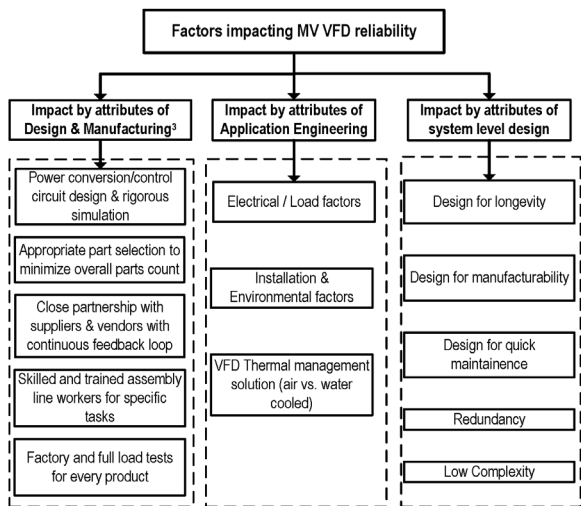 Factors impacting MV VFD reliability
Impact by attributes of
Design & Manufacturing³
Power conversion/control
circuit design & rigorous
simulation
Appropriate part selection to
minimize overall parts count
Close partnership with
suppliers & vendors with
continuous feedback loop
Skilled and trained assembly
line workers for specific
tasks
Factory and full load tests
for every product
Impact by attributes of
Application Engineering
Electrical / Load factors
Installation &
Environmental factors
VFD Thermal management
solution (air vs. water
cooled)
Impact by attributes of
system level design
Design for longevity
Design for manufacturability
Design for quick
maintainence
Redundancy
Low Complexity